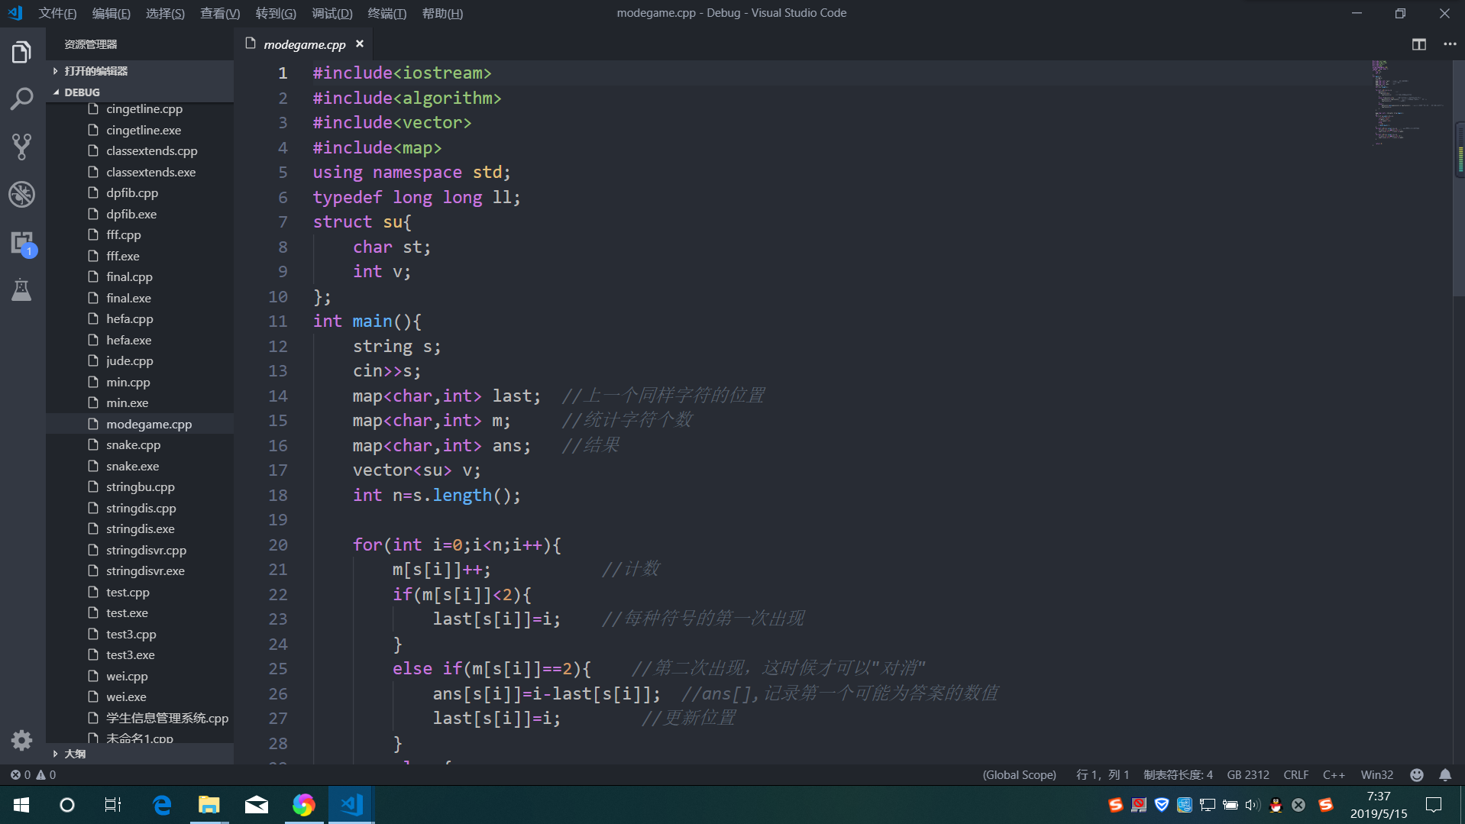 文件(F) 编辑(E) 选择(S) 查看(V) 转到(G) 调试(D) 终端(T) 帮助(H)
modegame.cpp - Debug - Visual Studio Code
资源管理器
modegame.cpp
打开的编辑器
DEBUG
cingetline.cpp
cingetline.exe
classextends.cpp
classextends.exe
dpfib.cpp
dpfib.exe
fff.cpp
fff.exe
final.cpp
final.exe
hefa.cpp
hefa.exe
jude.cpp
min.cpp
min.exe
modegame.cpp
snake.cpp
snake.exe
stringbu.cpp
stringdis.cpp
stringdis.exe
stringdisvr.cpp
stringdisvr.exe
test.cpp
test.exe
test3.cpp
test3.exe
wei.cpp
wei.exe
学生信息管理系统.cpp
未命名1.cpp
大纲
1
1 #include<iostream>
2 #include<algorithm>
3 #include<vector>
4 #include<map>
5 using namespace std;
6 typedef long long ll;
7 struct su{
8 char st;
9 int v;
10 };
11 int main(){
12 string s;
13 cin>>s;
14 map<char,int> last; //上一个同样字符的位置
15 map<char,int> m; //统计字符个数
16 map<char,int> ans; //结果
17 vector<su> v;
18 int n=s.length();
19
20 for(int i=0;i<n;i++){
21 m[s[i]]++; //计数
22 if(m[s[i]]<2){
23 last[s[i]]=i; //每种符号的第一次出现
24 }
25 else if(m[s[i]]==2){ //第二次出现，这时候才可以"对消"
26 ans[s[i]]=i-last[s[i]]; //ans[],记录第一个可能为答案的数值
27 last[s[i]]=i; //更新位置
28 }
0 0
(Global Scope) 行 1，列 1 制表符长度: 4 GB 2312 CRLF C++ Win32
7:37
2019/5/15